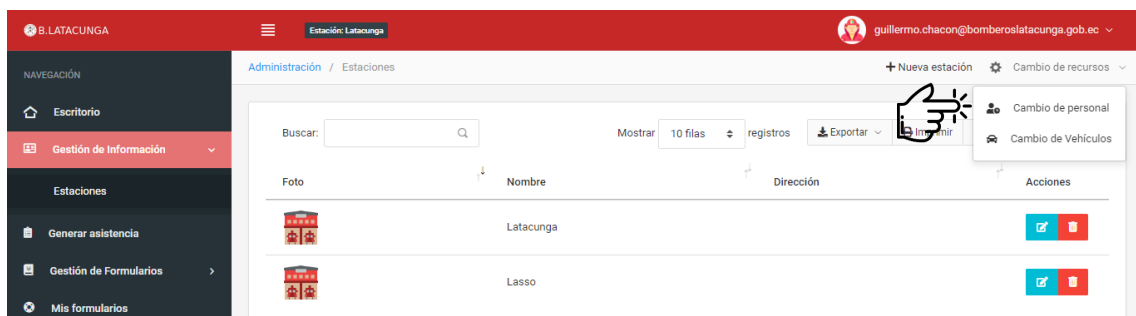 B.LATACUNGA
Estación: Latacunga
guillermo.chacon@bomberoslatacunga.gob.ec
NAVEGACIÓN
Administración / Estaciones
+ Nueva estación
Cambio de recursos
Escritorio
Cambio de personal
Buscar:
Mostrar 10 filas registros
Exportar
Cambio de Vehículos
Gestión de Información
Estaciones
Foto
Nombre
Dirección
Acciones
Latacunga
Generar asistencia
Gestión de Formularios
Lasso
Mis formularios